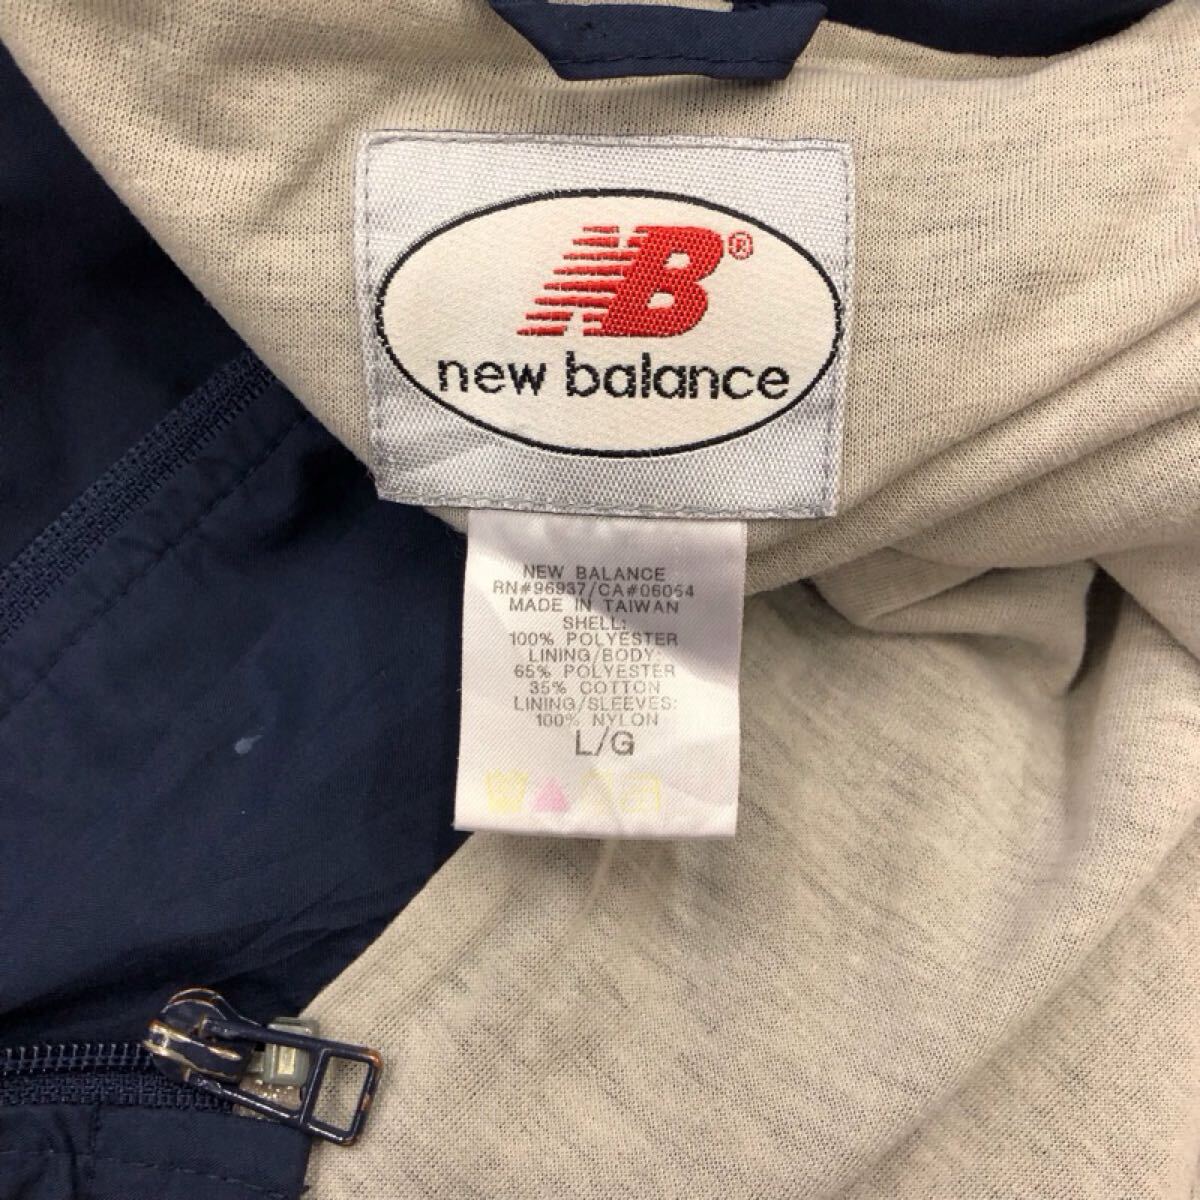 NB®
new balance
NEW BALANCE
RN#96937/CA#06064
MADE IN TAIWAN
SHELL:
100% POLYESTER
LINING/BODY:
65% POLYESTER
35% COTTON
LINING/SLEEVES:
100% NYLON
L/G